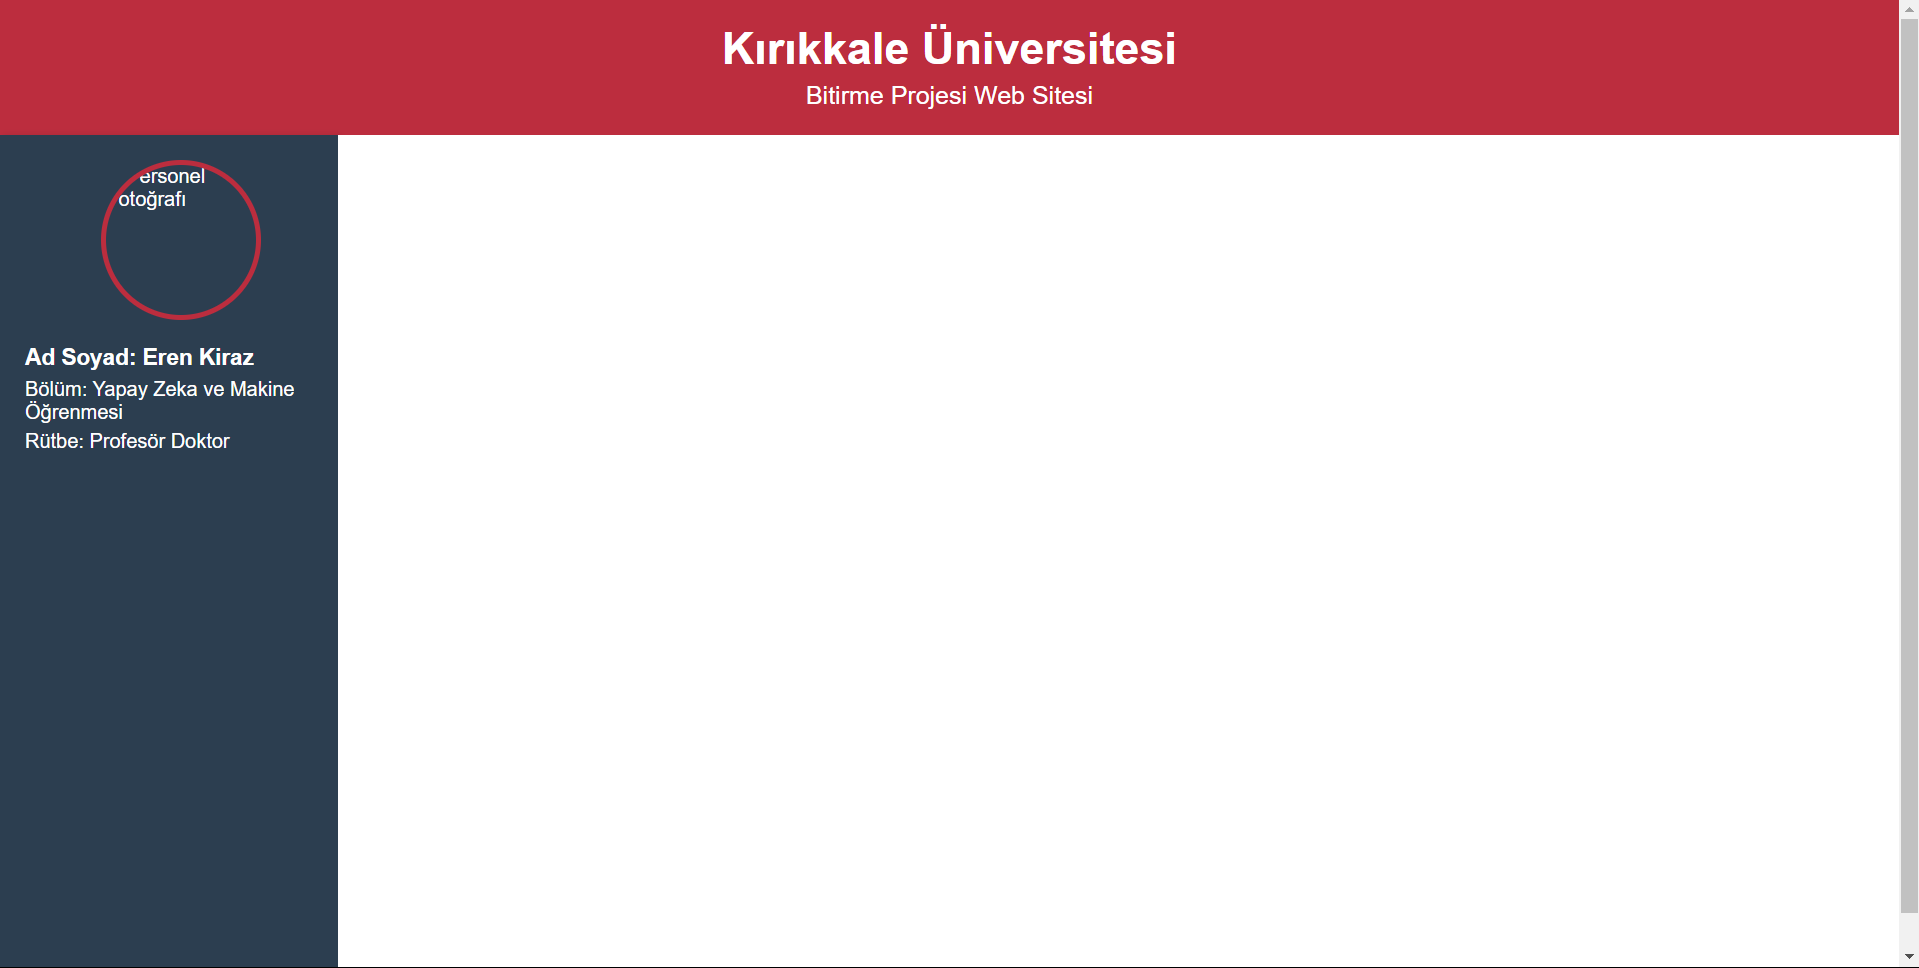 Kırıkkale Üniversitesi
Bitirme Projesi Web Sitesi
ersonel
otoğrafı
Ad Soyad: Eren Kiraz
Bölüm: Yapay Zeka ve Makine
Öğrenmesi
Rütbe: Profesör Doktor